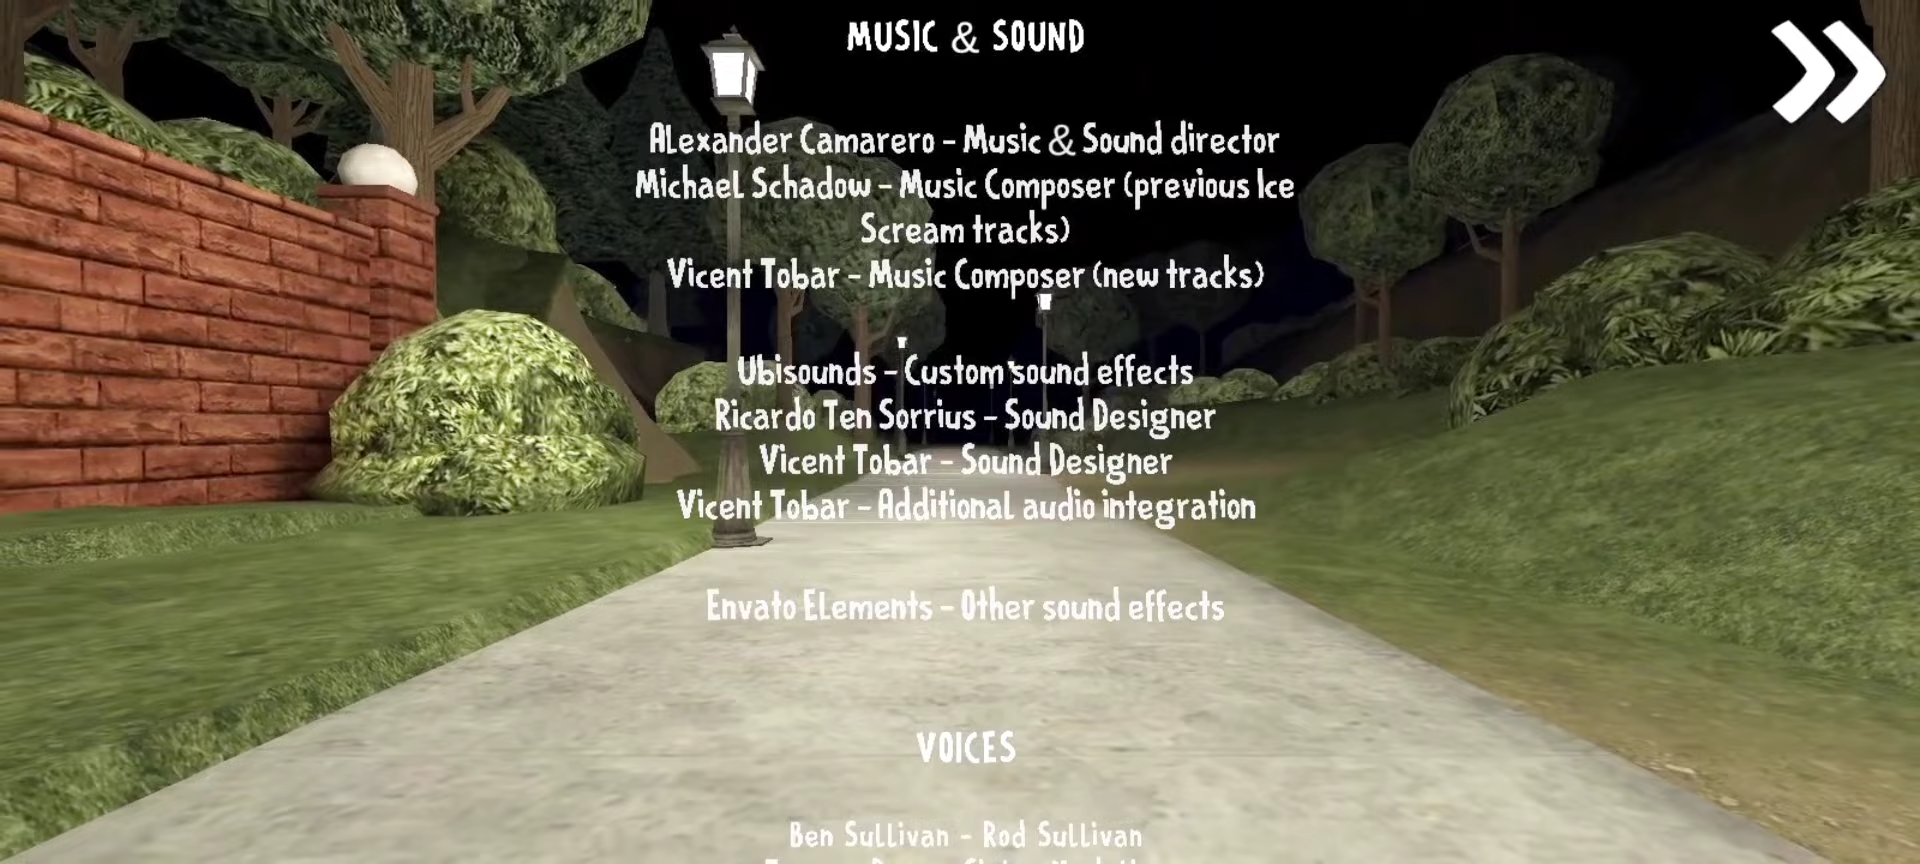 MUSIC & SOUND
Alexander Camarero - Music & Sound director
Michael Schadow - Music Composer (previous Ice
Scream tracks)
Vicent Tobar - Music Composer (new tracks)
Ubisounds - Custom sound effects
Ricardo Ten Sorrius - Sound Designer
Vicent Tobar - Sound Designer
Vicent Tobar - Additional audio integration
Envato Elements - Other sound effects
VOICES
Ben Sullivan - Rod Sullivan